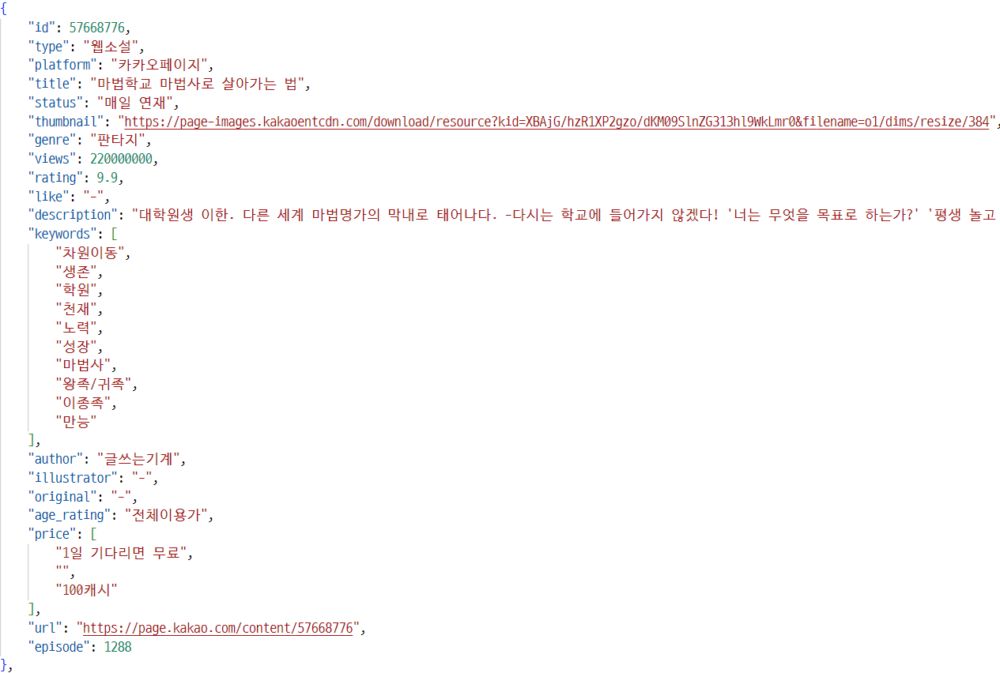 {
"id": 57668776,
"type": "웹소설",
"platform": "카카오페이지",
"title": "마법학교 마법사로 살아가는 법",
"status": "매일 연재",
"thumbnail": "https://page-images.kakaoentcdn.com/download/resource?kid=XBAjG/hzR1XP2gzo/dKM09SlnZG313hl9WkLmr0&filename=o1/dims/resize/384",
"genre": "판타지",
"views": 220000000,
"rating": 9.9,
"like": "-",
"description": "대학원생 이한. 다른 세계 마법명가의 막내로 태어나다. -다시는 학교에 들어가지 않겠다! '너는 무엇을 목표로 하는가?' '평생 놀고
"keywords": [
"차원이동",
"생존",
"학원",
"천재",
"노력",
"성장",
"마법사",
"왕족/귀족",
"이종족",
"만능"
],
"author": "글쓰는기계",
"illustrator": "-",
"original": "-",
"age_rating": "전체이용가",
"price": [
"1일 기다리면 무료",
"",
"100캐시"
],
"url": "https://page.kakao.com/content/57668776",
"episode": 1288
},